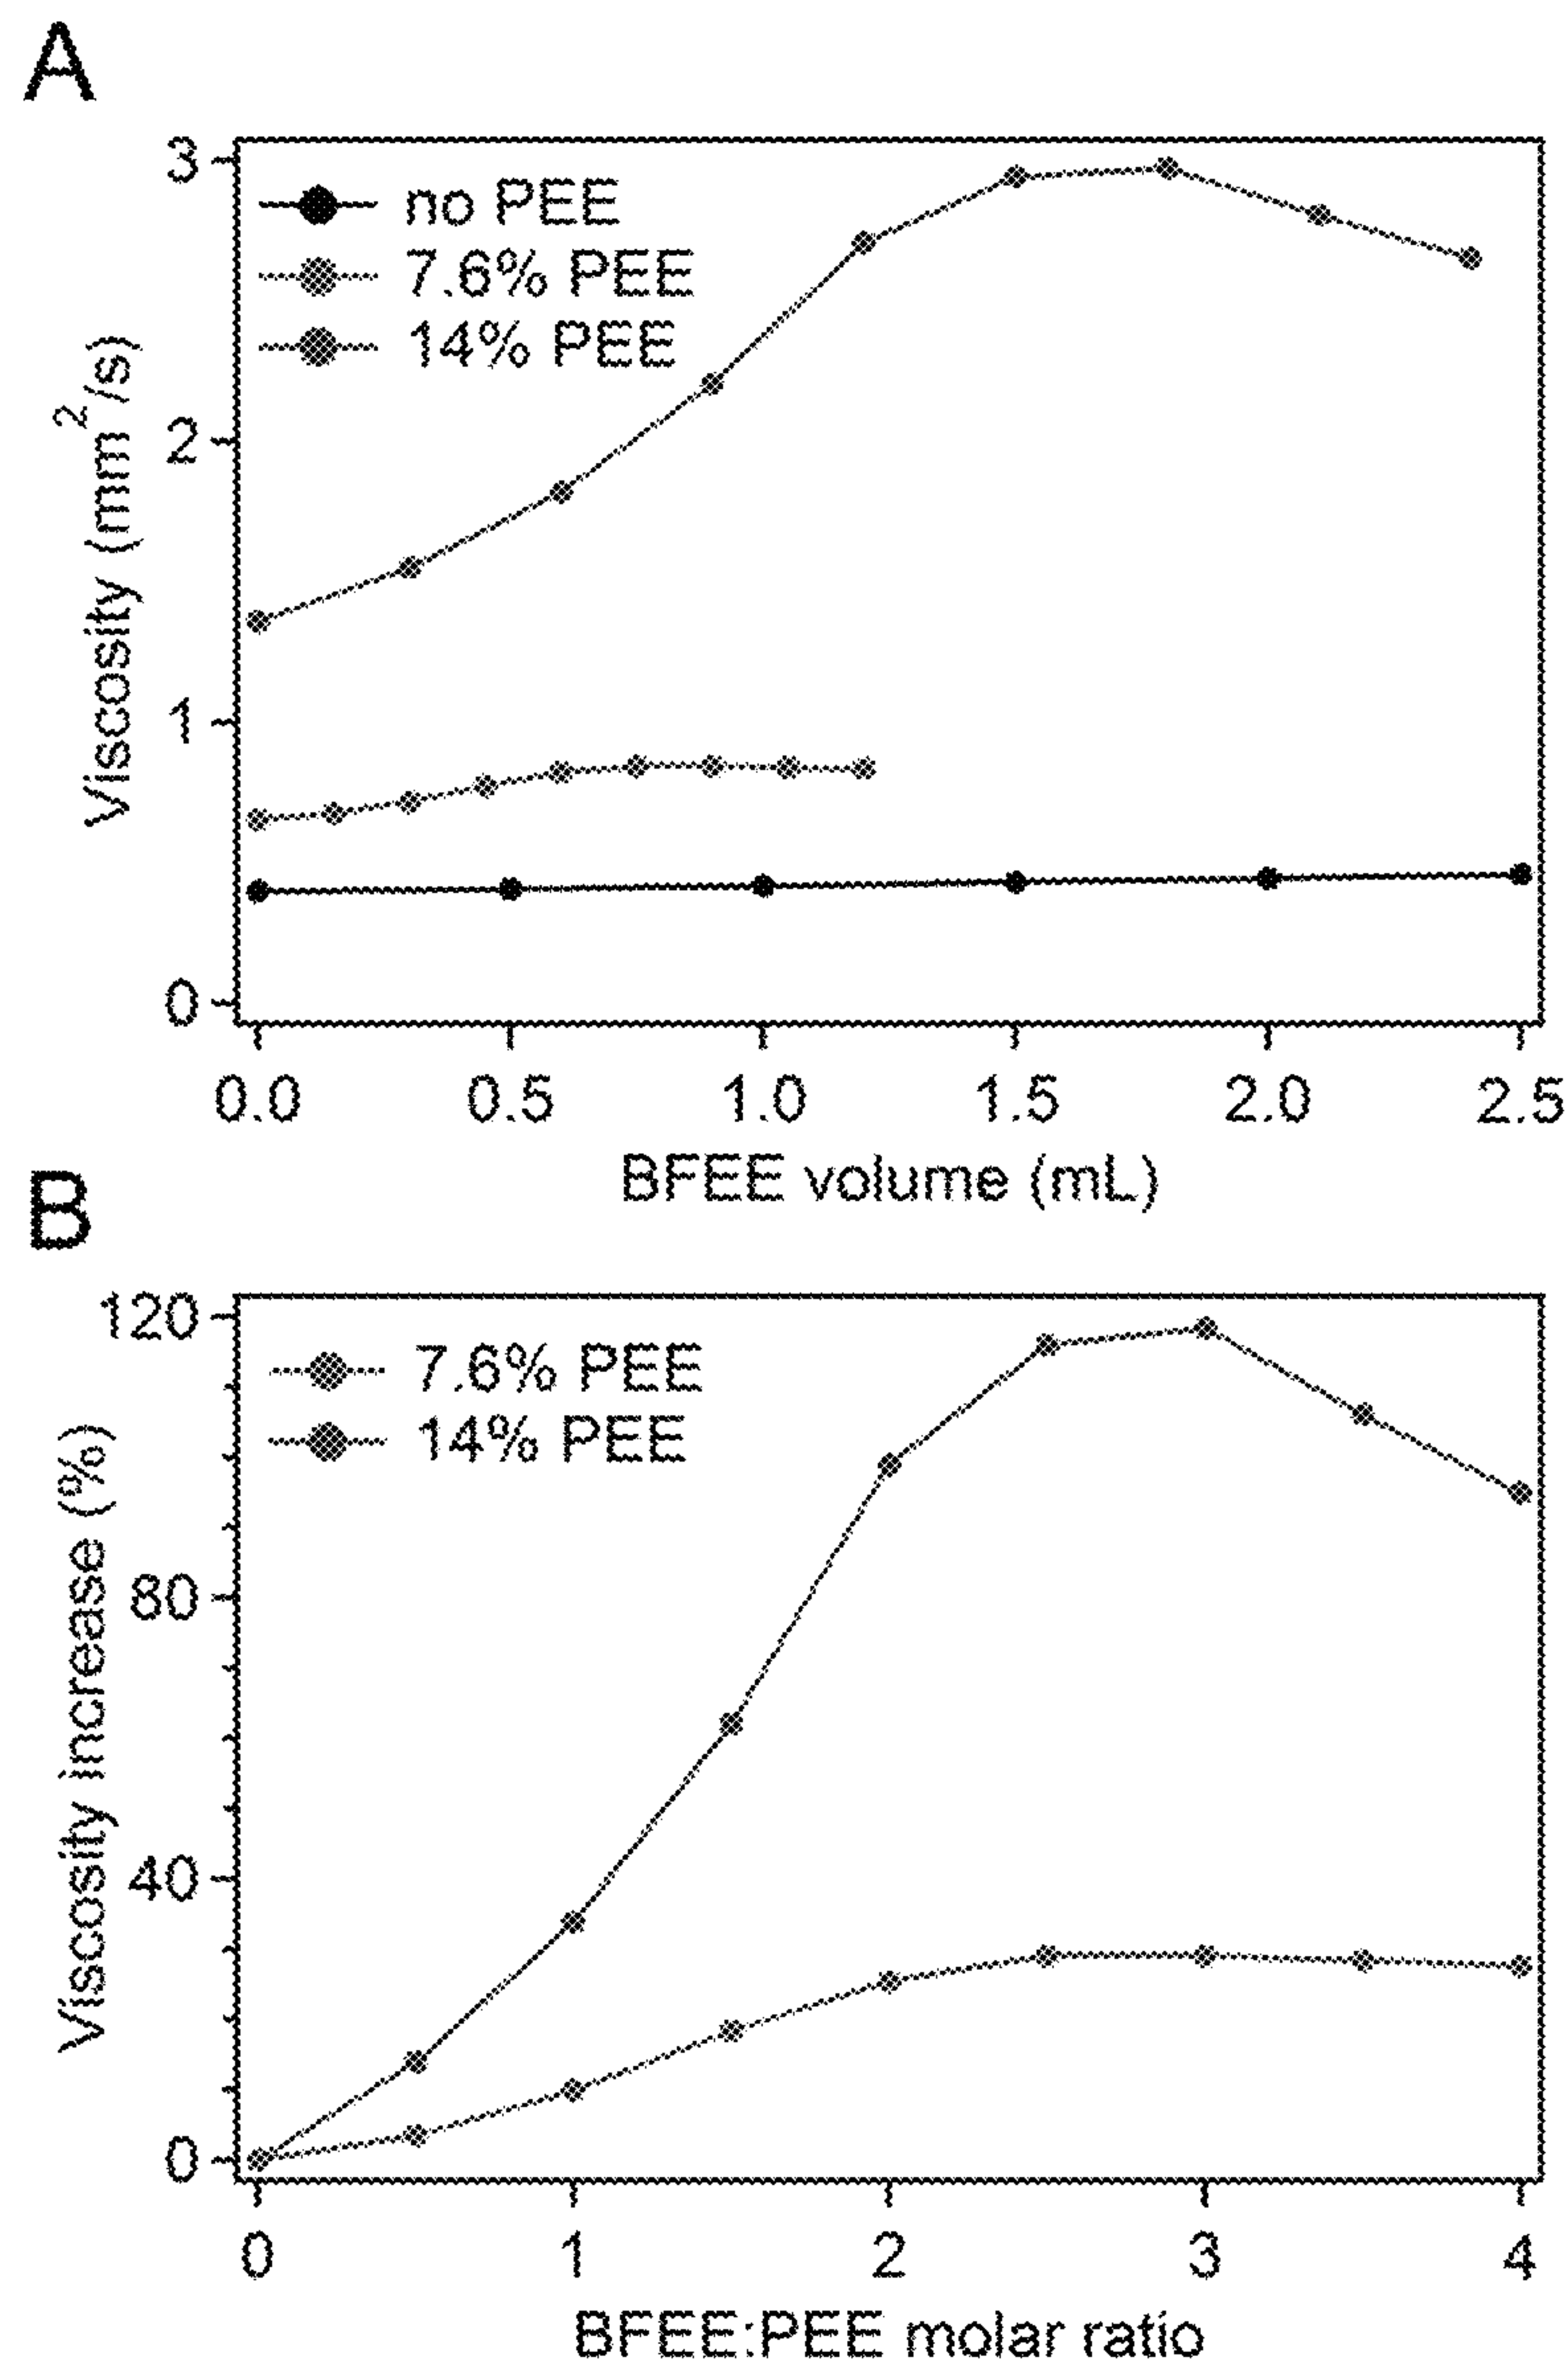 A
3
no PEE
7.6% PEE
14% PEE
2
1
0
Viscosity (mm²/s)
0.0 0.5 1.0 1.5 2.0 2.5
BFEE volume (mL)
B
120
7.6% PEE
14% PEE
80
40
0
Viscosity increase (%)
0 1 2 3 4
BFEE:PEE molar ratio